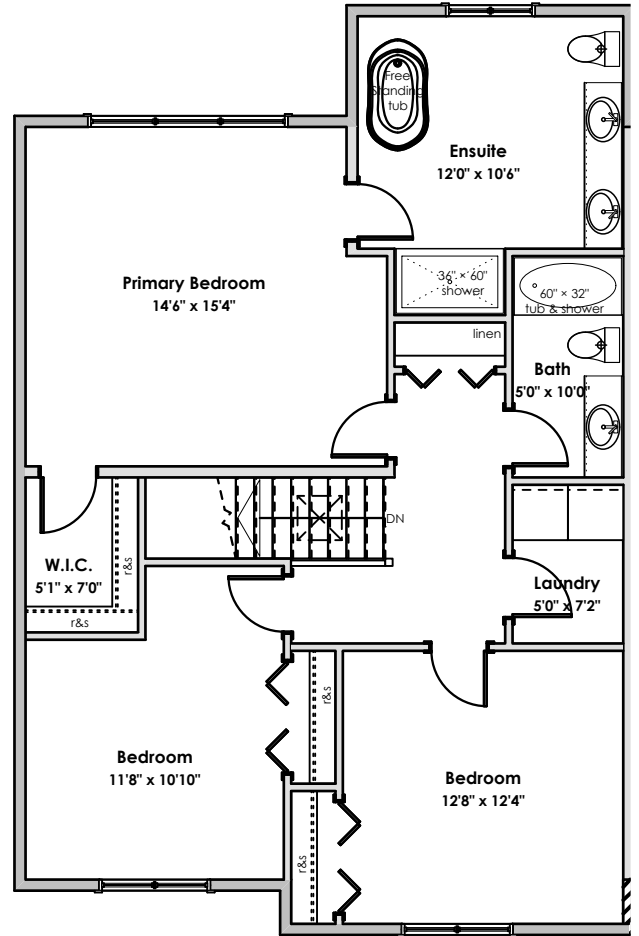 Free
Standing
tub
Ensuite
12'0" x 10'6"
Primary Bedroom
14'6" x 15'4"
36" × 60"
shower
60" × 32"
tub & shower
linen
Bath
5'0" x 10'0"
DN
W.I.C.
5'1" x 7'0"
r&s
r&s
Laundry
5'0" x 7'2"
r&s
Bedroom
11'8" x 10'10"
Bedroom
12'8" x 12'4"
r&s